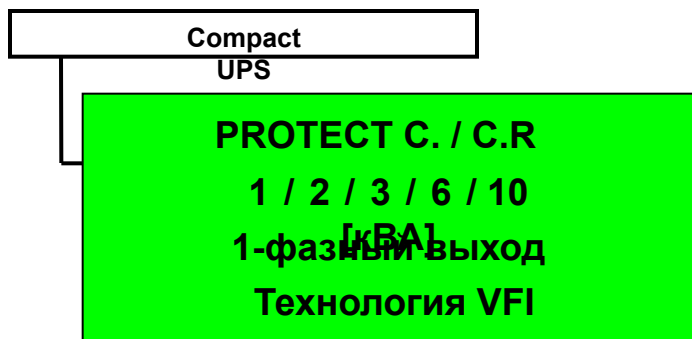 Compact
UPS
PROTECT C. / C.R
1 / 2 / 3 / 6 / 10
[кВА]
1-фазный выход
Технология VFI